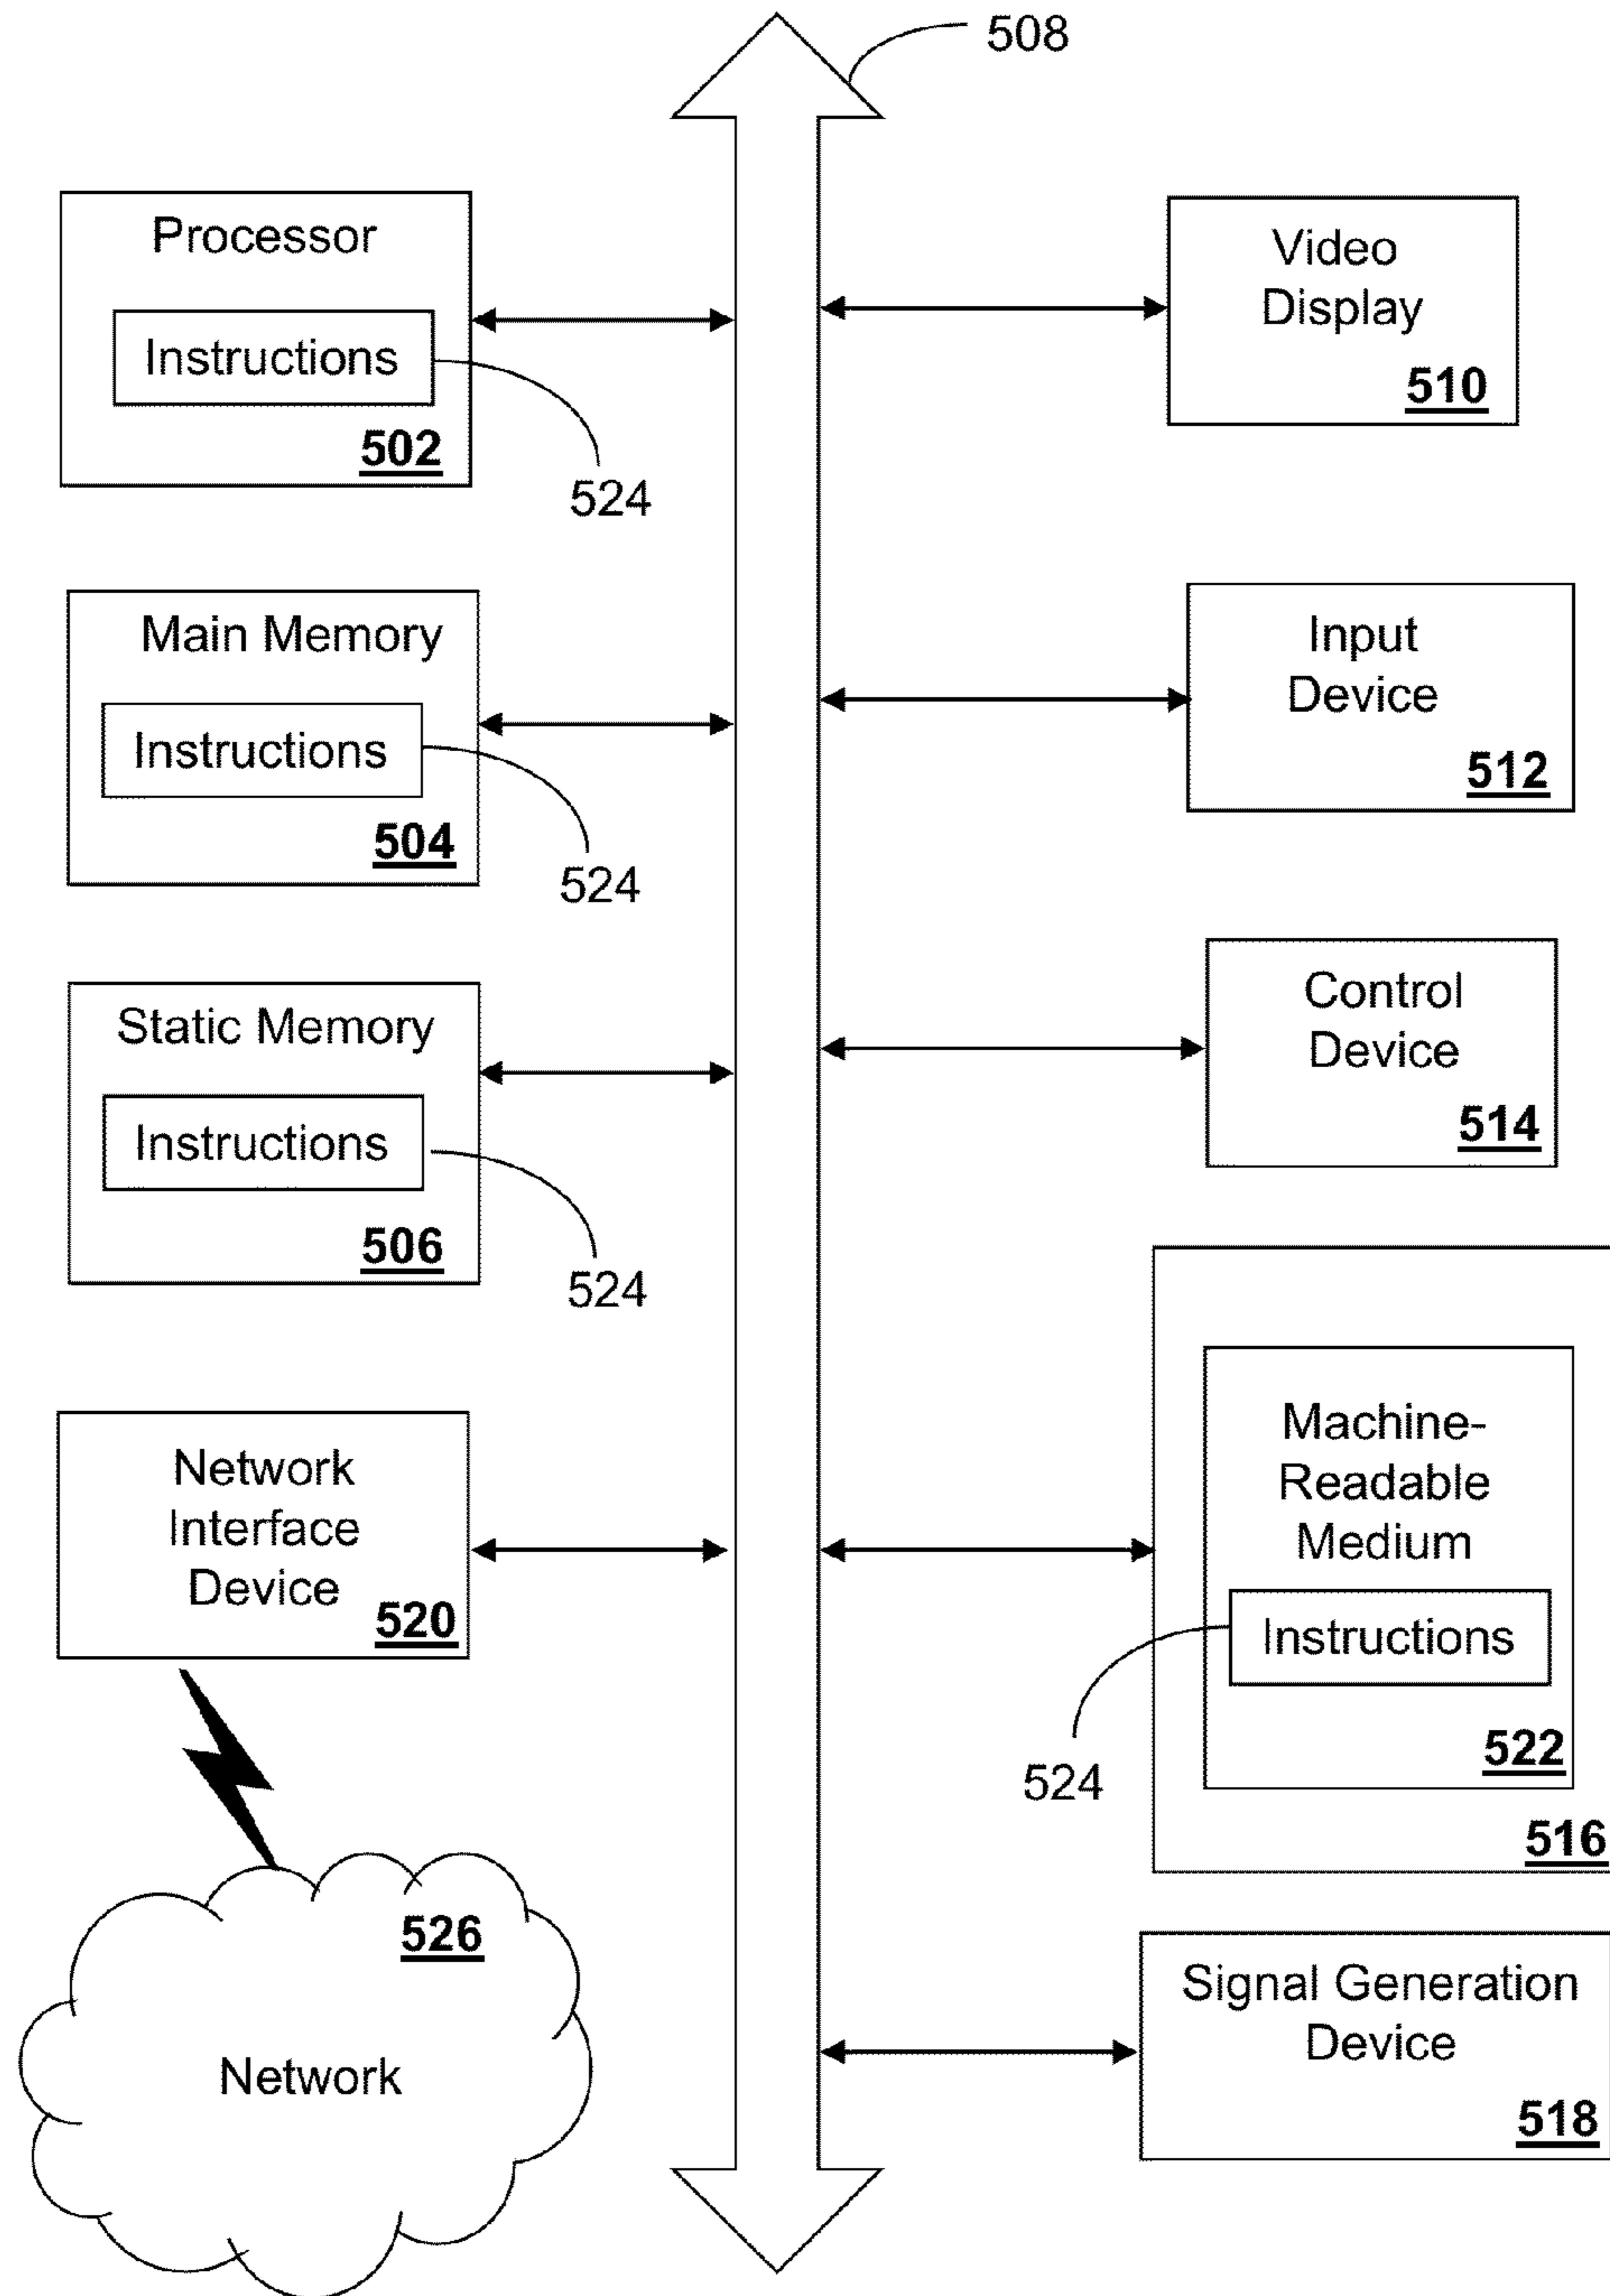 508
Processor
Instructions
502
524
Main Memory
Instructions
504
524
Static Memory
Instructions
506
524
Network
Interface
Device
520
526
Network
Video
Display
510
Input
Device
512
Control
Device
514
Machine-
Readable
Medium
Instructions
522
524
516
Signal Generation
Device
518